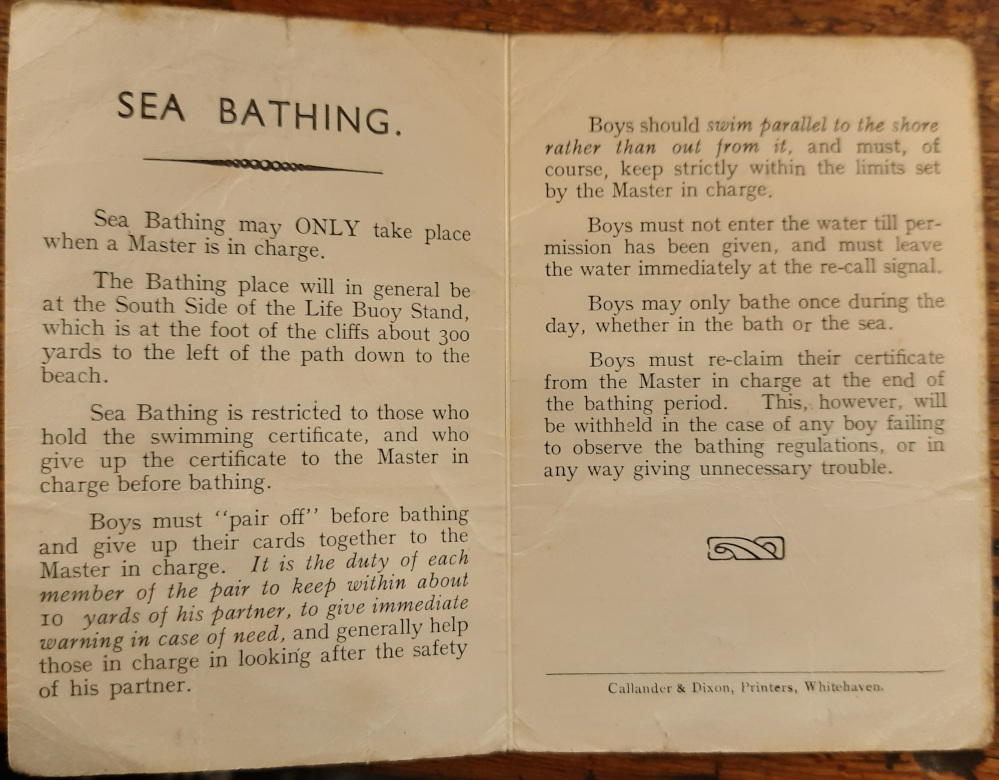 SEA BATHING.
Sea Bathing may ONLY take place
when a Master is in charge.
The Bathing place will in general be
at the South Side of the Life Buoy Stand,
which is at the foot of the cliffs about 300
yards to the left of the path down to the
beach.
Sea Bathing is restricted to those who
hold the swimming certificate, and who
give up the certificate to the Master in
charge before bathing.
Boys must "pair off" before bathing
and give up their cards together to the
Master in charge. It is the duty of each
member of the pair to keep within about
10 yards of his partner, to give immediate
warning in case of need, and generally help
those in charge in looking after the safety
of his partner.
Boys should swim parallel to the shore
rather than out from it, and must, of
course, keep strictly within the limits set
by the Master in charge.
Boys must not enter the water till per-
mission has been given, and must leave
the water immediately at the re-call signal.
Boys may only bathe once during the
day, whether in the bath or the sea.
Boys must re-claim their certificate
from the Master in charge at the end of
the bathing period. This, however, will
be withheld in the case of any boy failing
to observe the bathing regulations, or in
any way giving unnecessary trouble.
Callander & Dixon, Printers, Whitehaven.